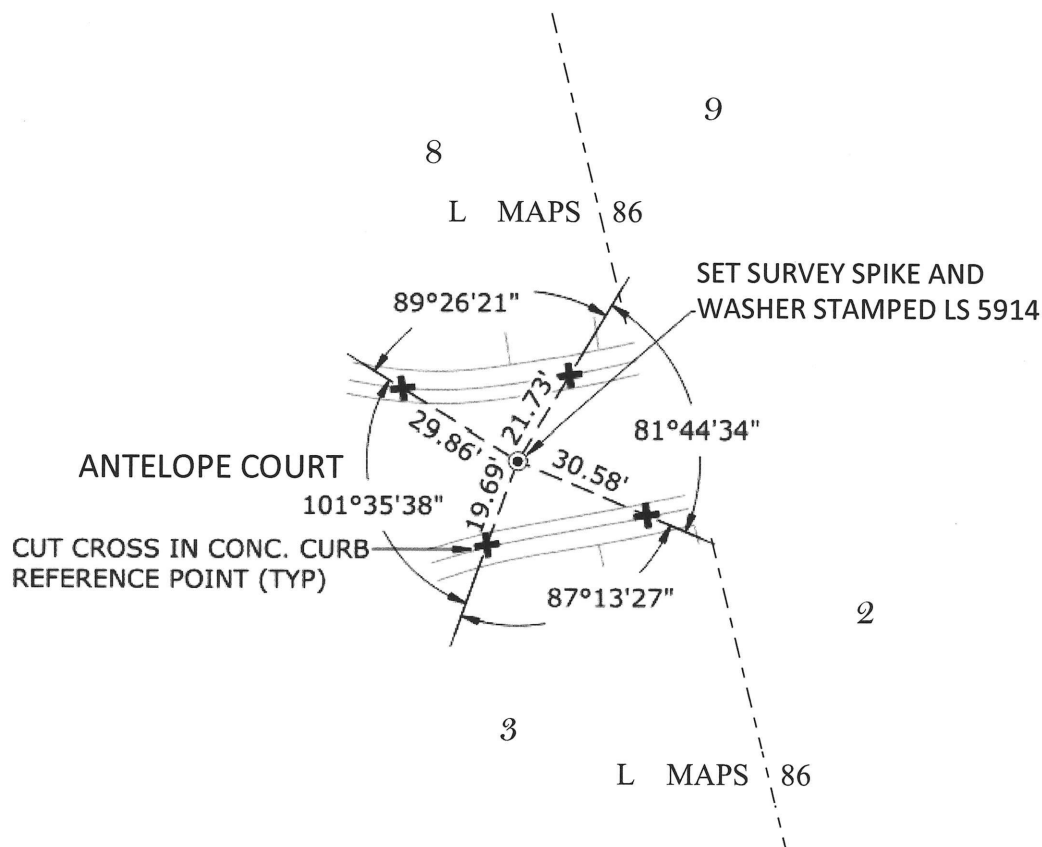 9
8
L MAPS 86
SET SURVEY SPIKE AND
WASHER STAMPED LS 5914
89°26'21"
21.73'
29.86'
81°44'34"
30.58'
ANTELOPE COURT
19.69'
101°35'38"
CUT CROSS IN CONC. CURB
REFERENCE POINT (TYP)
87°13'27"
2
3
L MAPS 86